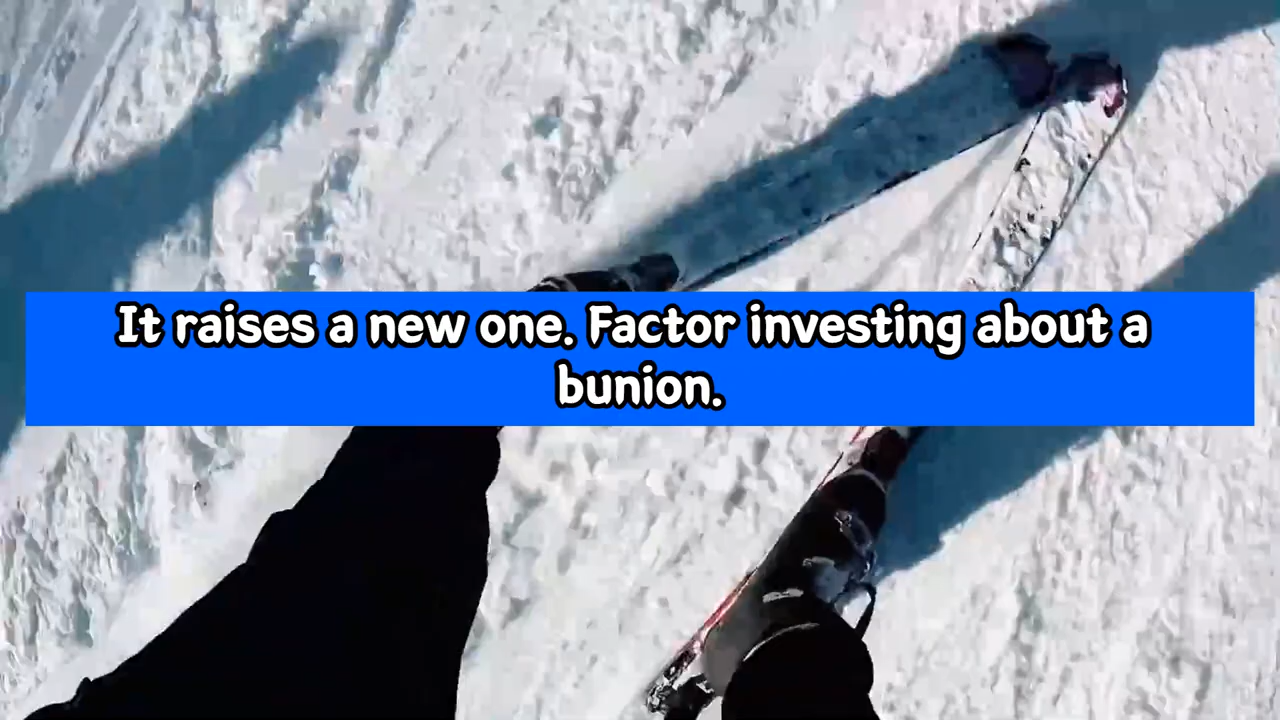 It raises a new one. Factor investing about a
bunion.